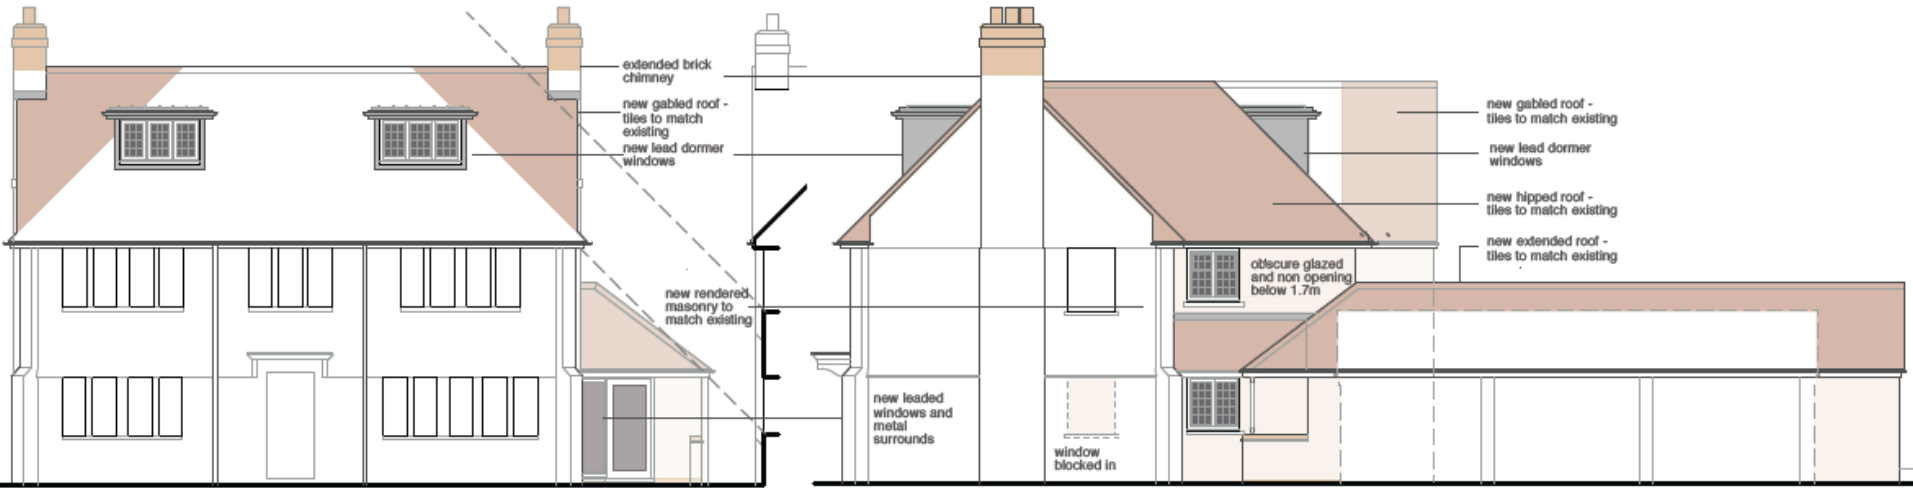 extended brick
chimney
new gabled roof -
tiles to match
existing
new lead dormer
windows
new rendered
masonry to
match existing
new leaded
windows and
metal
surrounds
window
blocked in
obscure glazed
and non opening
below 1.7m
new gabled roof -
tiles to match existing
new lead dormer
windows
new hipped roof -
tiles to match existing
new extended roof -
tiles to match existing